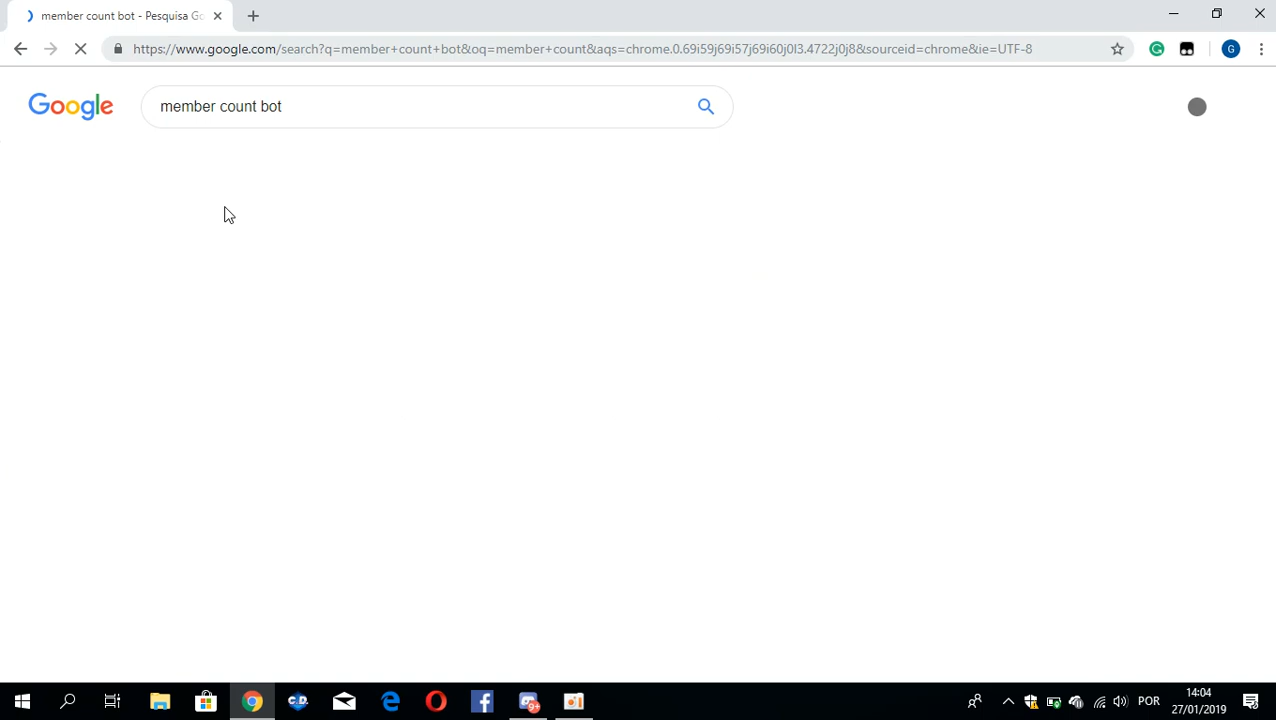 member count bot - Pesquisa Go
https://www.google.com/search?q=member+count+bot&oq=member+count&aqs=chrome.0.69i59j69i57j69i60j0l3.4722j0j8&sourceid=chrome&ie=UTF-8
G
Google
member count bot
9+
POR
14:04
27/01/2019